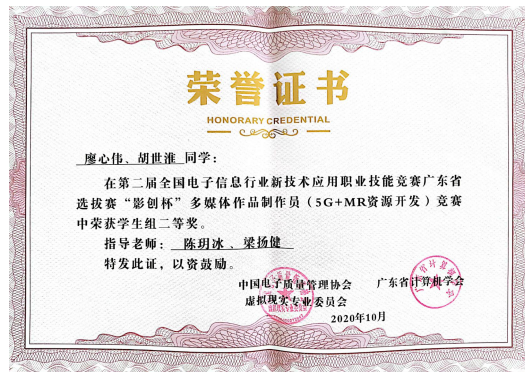 荣誉证书
HONORARY CREDENTIAL
廖心伟、胡世淮 同学：
在第二届全国电子信息行业新技术应用职业技能竞赛广东省
选拔赛“影创杯”多媒体作品制作员（5G+MR资源开发）竞赛
中荣获学生组二等奖。
指导老师： 陈玥冰 、梁扬健
特发此证，以资鼓励。
中国电子质量管理协会 广东省计算机学会
虚拟现实专业委员会
2020年10月